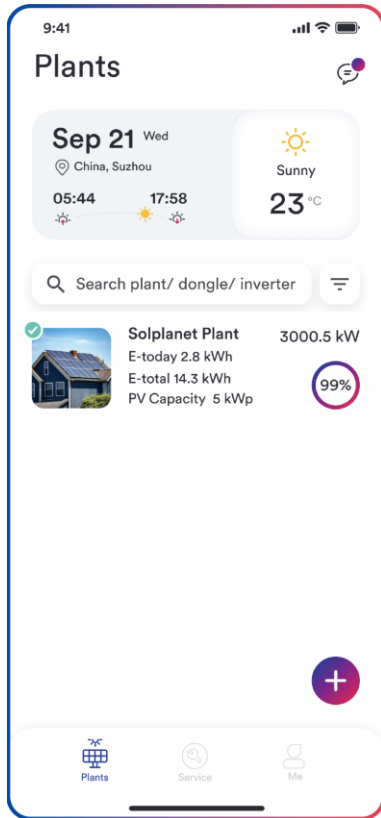 9:41
Plants
Sep 21 Wed
China, Suzhou
05:44 17:58
Sunny
23 °C
Search plant/ dongle/ inverter
Solplanet Plant 3000.5 kW
E-today 2.8 kWh
E-total 14.3 kWh
99%
PV Capacity 5 kWp
Plants Service Me